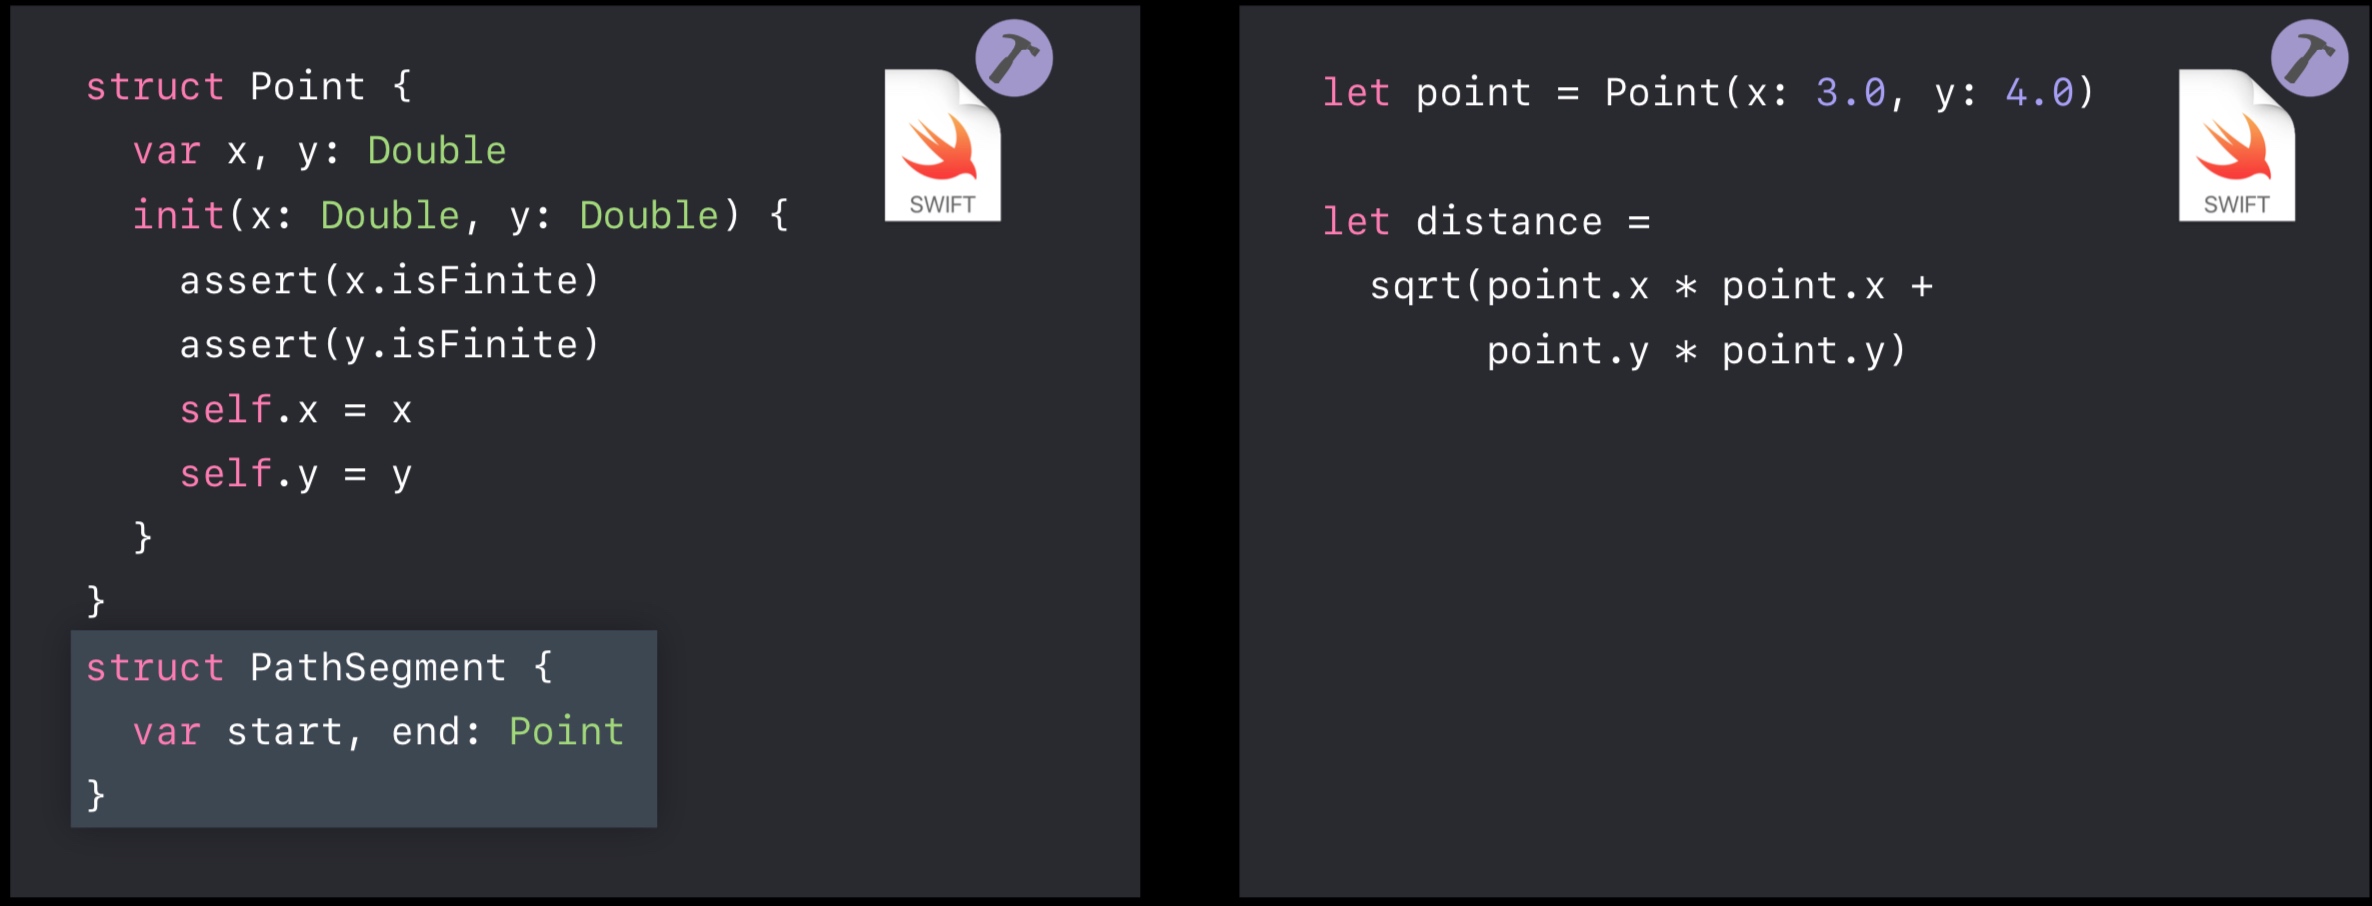 struct Point {
  var x, y: Double
  init(x: Double, y: Double) {
    assert(x.isFinite)
    assert(y.isFinite)
    self.x = x
    self.y = y
  }
}
struct PathSegment {
  var start, end: Point
}
SWIFT
let point = Point(x: 3.0, y: 4.0)
let distance =
  sqrt(point.x * point.x +
       point.y * point.y)
SWIFT